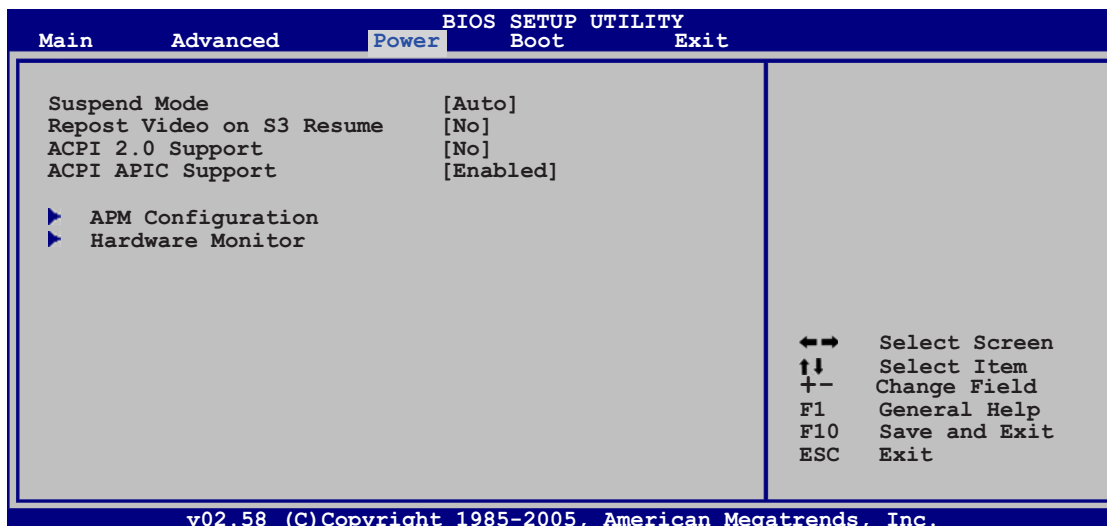 BIOS SETUP UTILITY
Main Advanced Power Boot Exit
Suspend Mode [Auto]
Repost Video on S3 Resume [No]
ACPI 2.0 Support [No]
ACPI APIC Support [Enabled]
APM Configuration
Hardware Monitor
←→ Select Screen
↑↓ Select Item
+- Change Field
F1 General Help
F10 Save and Exit
ESC Exit
v02.58 (C)Copyright 1985-2005, American Megatrends, Inc.